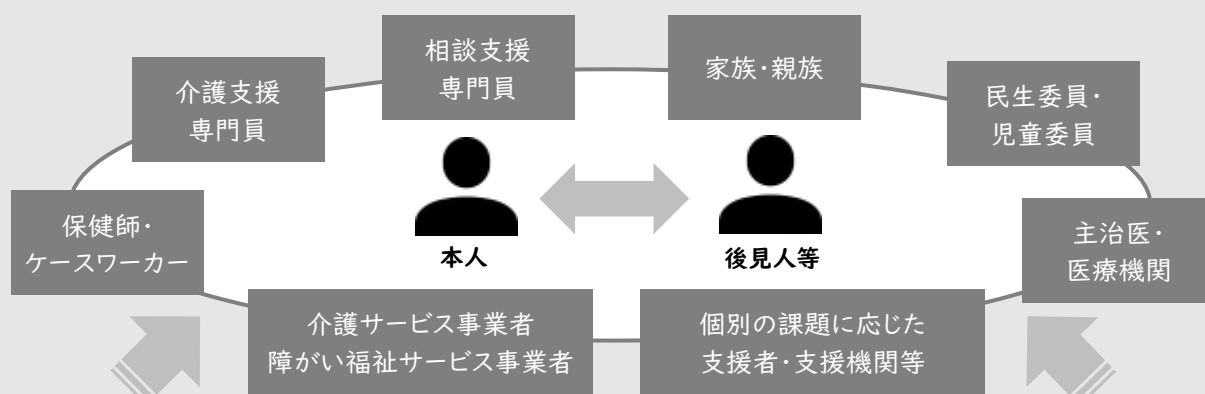 相談支援
専門員
家族・親族
介護支援
専門員
民生委員・
児童委員
保健師・
ケースワーカー
本人
後見人等
主治医・
医療機関
介護サービス事業者
障がい福祉サービス事業者
個別の課題に応じた
支援者・支援機関等